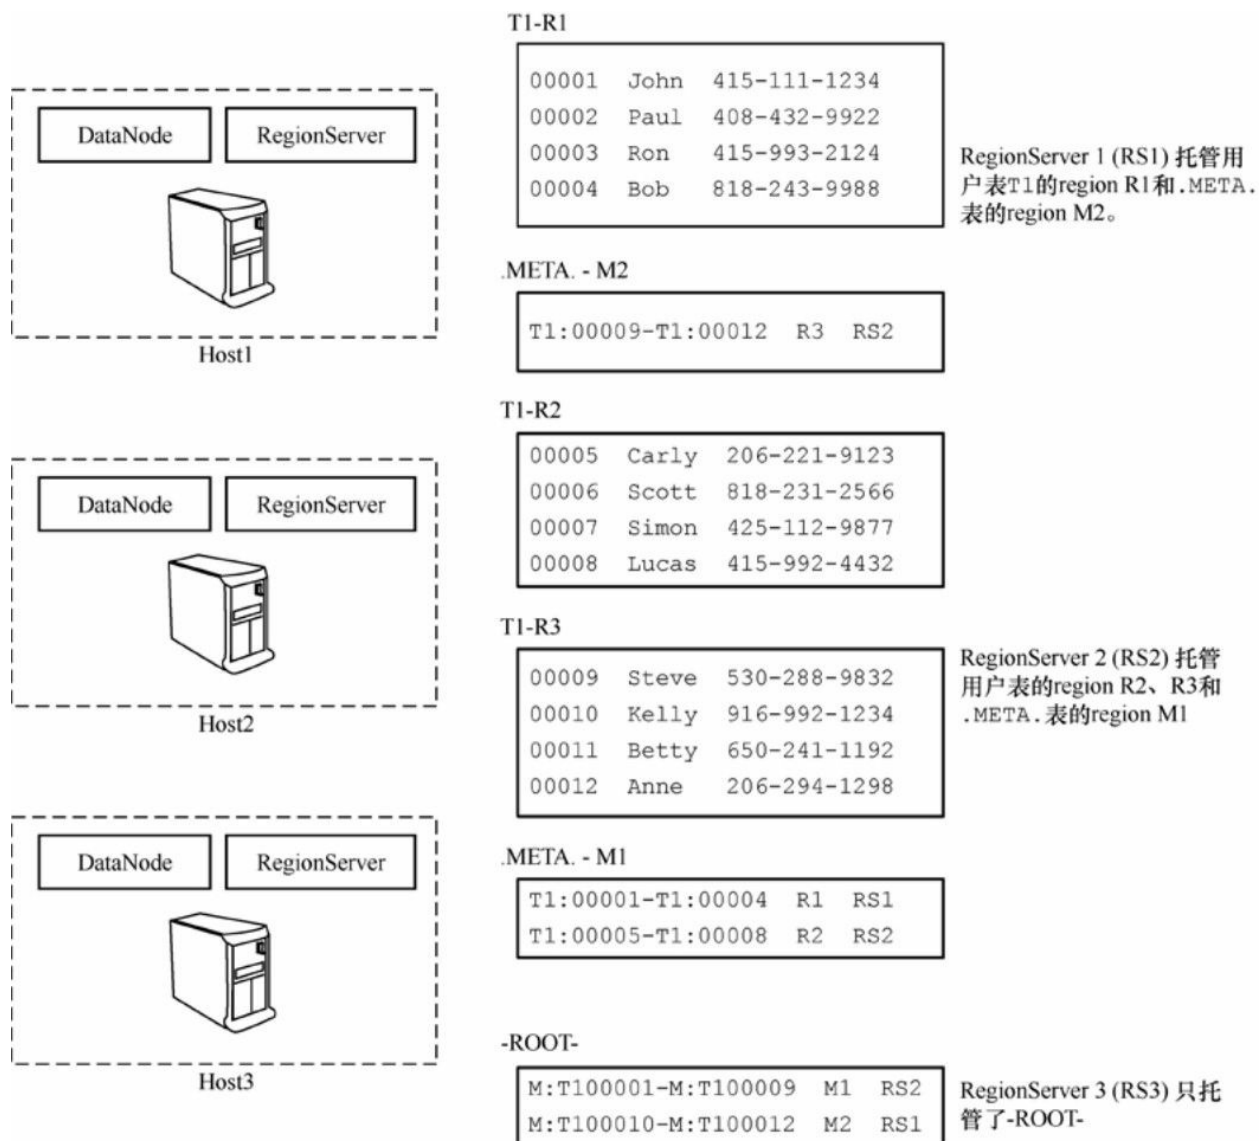 T1-R1
00001 John 415-111-1234
00002 Paul 408-432-9922
00003 Ron 415-993-2124
00004 Bob 818-243-9988
DataNode RegionServer
Host1
RegionServer 1 (RS1) 托管用
户表T1的region R1和.META.
表的region M2。
.META. - M2
T1:00009-T1:00012 R3 RS2
T1-R2
00005 Carly 206-221-9123
00006 Scott 818-231-2566
00007 Simon 425-112-9877
00008 Lucas 415-992-4432
DataNode RegionServer
Host2
T1-R3
00009 Steve 530-288-9832
00010 Kelly 916-992-1234
00011 Betty 650-241-1192
00012 Anne 206-294-1298
RegionServer 2 (RS2) 托管
用户表的region R2、R3和
.META.表的region M1
.META. - M1
T1:00001-T1:00004 R1 RS1
T1:00005-T1:00008 R2 RS2
DataNode RegionServer
Host3
-ROOT-
M:T100001-M:T100009 M1 RS2
M:T100010-M:T100012 M2 RS1
RegionServer 3 (RS3) 只托
管了-ROOT-